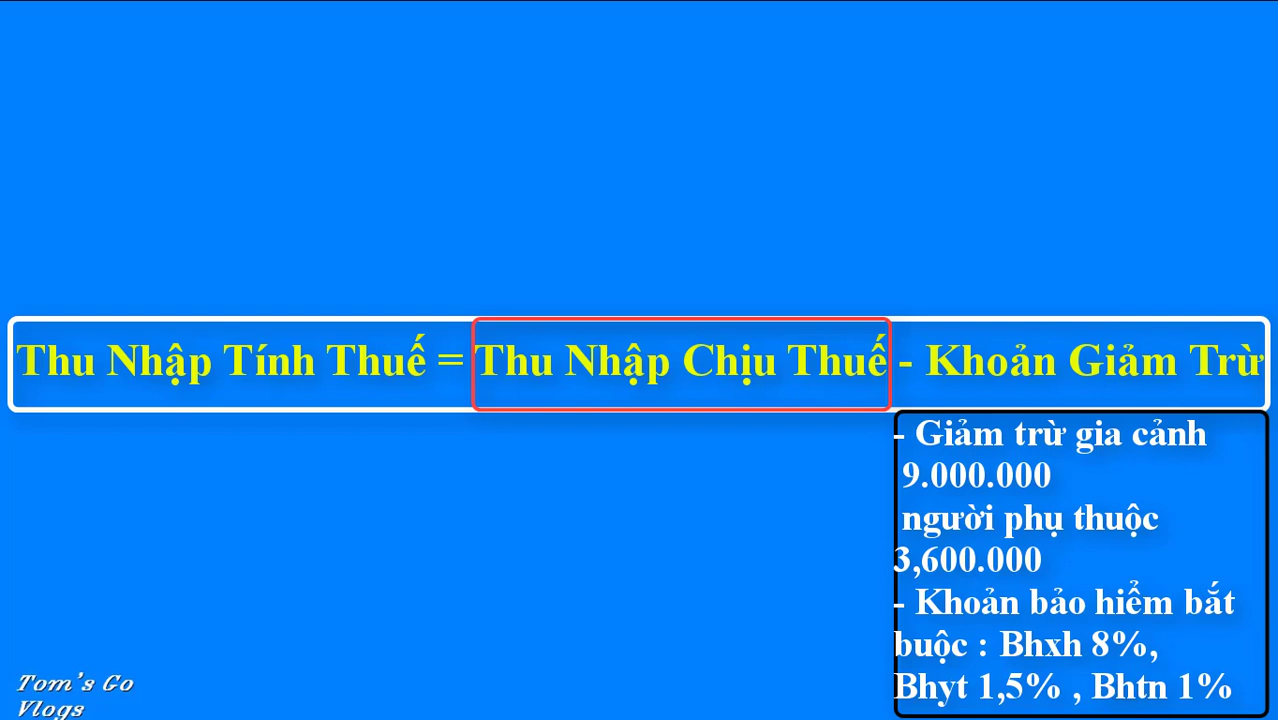 Thu Nhập Tính Thuế = Thu Nhập Chịu Thuế - Khoản Giảm Trừ
- Giảm trừ gia cảnh
9.000.000
người phụ thuộc
3,600.000
- Khoản bảo hiểm bắt
buộc : Bhxh 8%,
Bhyt 1,5% , Bhtn 1%
Tom's Go
Vlogs